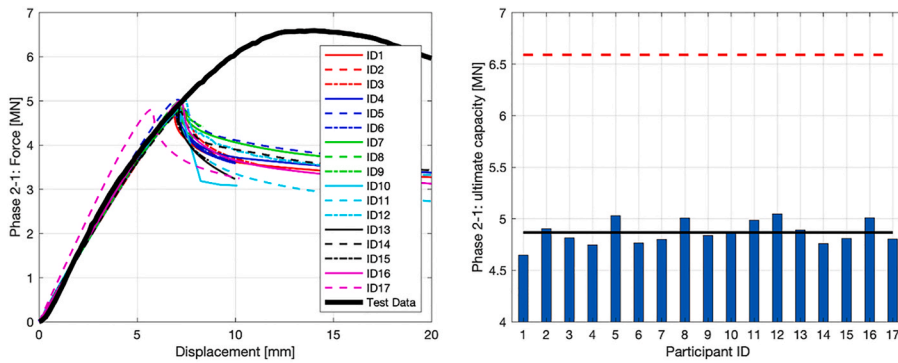 Phase 2-1: Force [MN]
7
6
5
4
3
2
1
0
0 5 10 15 20
Displacement [mm]
ID1
ID2
ID3
ID4
ID5
ID6
ID7
ID8
ID9
ID10
ID11
ID12
ID13
ID14
ID15
ID16
ID17
Test Data
Phase 2-1: ultimate capacity [MN]
7
6.5
6
5.5
5
4.5
4
1 2 3 4 5 6 7 8 9 10 11 12 13 14 15 16 17
Participant ID